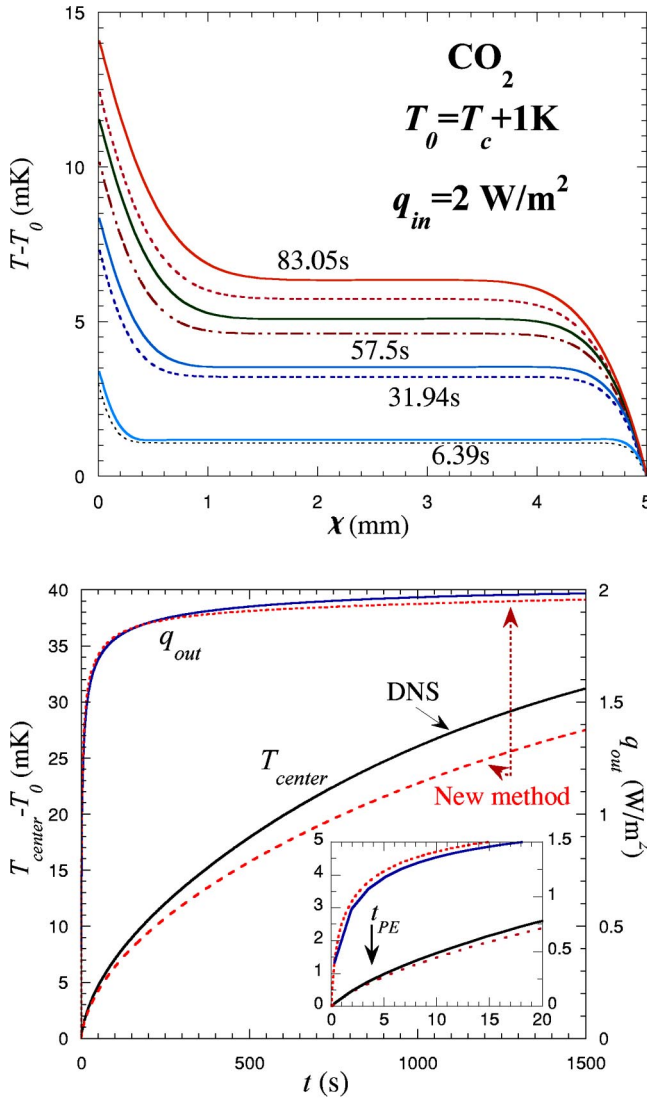 15
CO2
T0=Tc+1K
10
qin=2 W/m2
T-T0 (mK)
83.05s
5
57.5s
31.94s
6.39s
0
0 1 2 3 4 5
χ (mm)
40 2
35
qout
30 1.5
DNS
25
Tcenter
20 1
New method
Tcenter-T0 (mK)
qout (W/m2)
15
5 1.5
4
tPE
1
3
10 0.5
2
0.5
1
5
0 0
0 5 10 15 20
0 0
0 500 1000 1500
t (s)